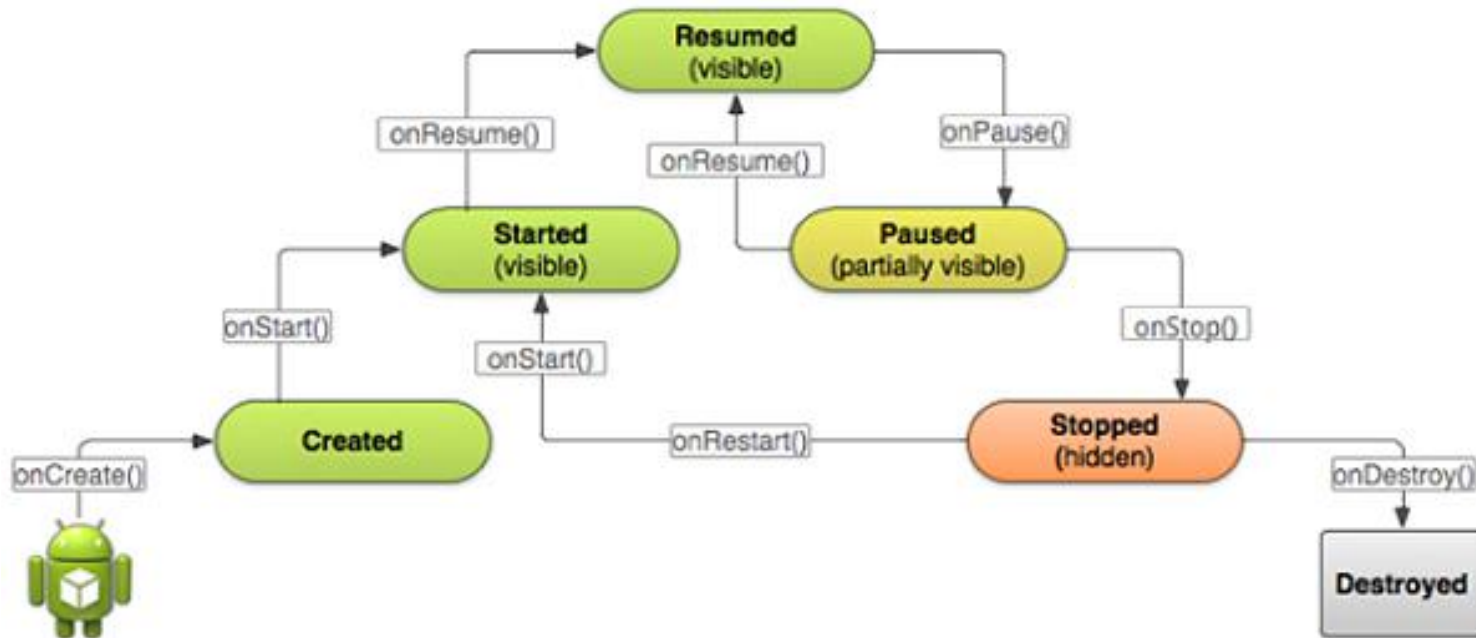 Resumed
(visible)
onResume()
onPause()
onResume()
Started
(visible)
Paused
(partially visible)
onStart()
onStop()
onStart()
Created
onRestart()
Stopped
(hidden)
onCreate()
onDestroy()
Destroyed